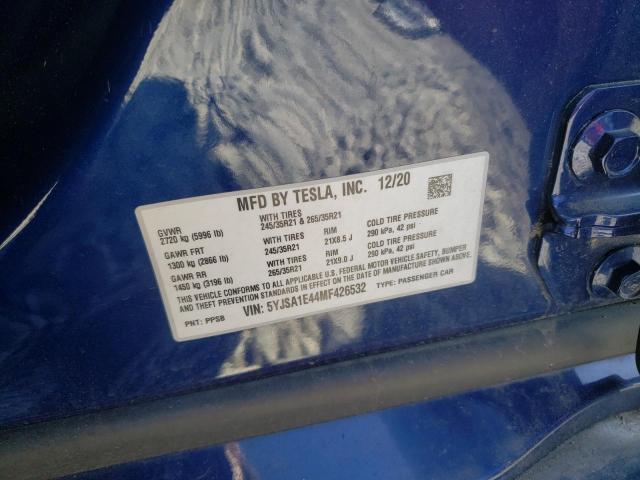 MFD BY TESLA, INC. 12/20
GVWR WITH TIRES
2720 kg (5996 lb) 245/35R21 & 265/35R21
GAWR FRT WITH TIRES RIM COLD TIRE PRESSURE
1300 kg (2866 lb) 245/35R21 21X8.5 J 290 kPa, 42 psi
GAWR RR WITH TIRES RIM COLD TIRE PRESSURE
1450 kg (3196 lb) 265/35R21 21X9.0 J 290 kPa, 42 psi
THIS VEHICLE CONFORMS TO ALL APPLICABLE U.S. FEDERAL MOTOR VEHICLE SAFETY, BUMPER
AND THEFT PREVENTION STANDARDS IN EFFECT ON THE DATE OF MANUFACTURE SHOWN ABOVE.
PNT: PPSB VIN: 5YJSA1E44MF426532 TYPE: PASSENGER CAR